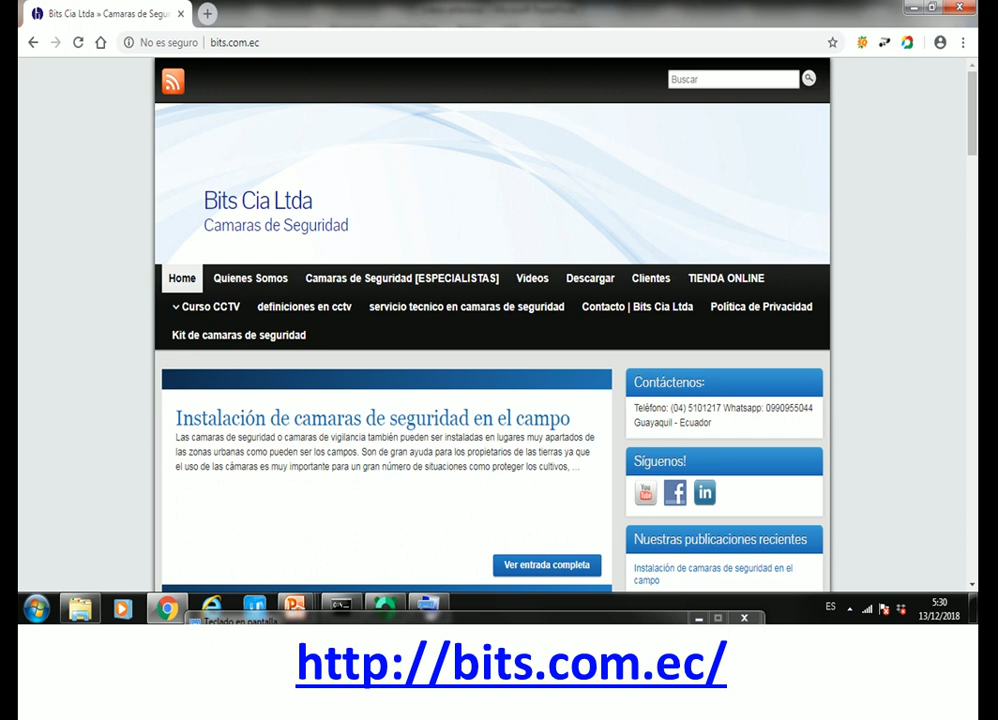 Bits Cia Ltda » Camaras de Segu
No es seguro | bits.com.ec
Buscar
Bits Cia Ltda
Camaras de Seguridad
Home Quienes Somos Camaras de Seguridad [ESPECIALISTAS] Videos Descargar Clientes TIENDA ONLINE
Curso CCTV definiciones en cctv servicio tecnico en camaras de seguridad Contacto | Bits Cia Ltda Política de Privacidad
Kit de camaras de seguridad
Instalación de camaras de seguridad en el campo
Las camaras de seguridad o camaras de vigilancia también pueden ser instaladas en lugares muy apartados de
las zonas urbanas como pueden ser los campos. Son de gran ayuda para los propietarios de las tierras ya que
el uso de las cámaras es muy importante para un gran número de situaciones como proteger los cultivos, ...
Ver entrada completa
Contáctenos:
Teléfono: (04) 5101217 Whatsapp: 0990955044
Guayaquil - Ecuador
Síguenos!
You
f
in
Nuestras publicaciones recientes
Instalación de camaras de seguridad en el
campo
ES
5:30
13/12/2018
Teclado en pantalla
http://bits.com.ec/